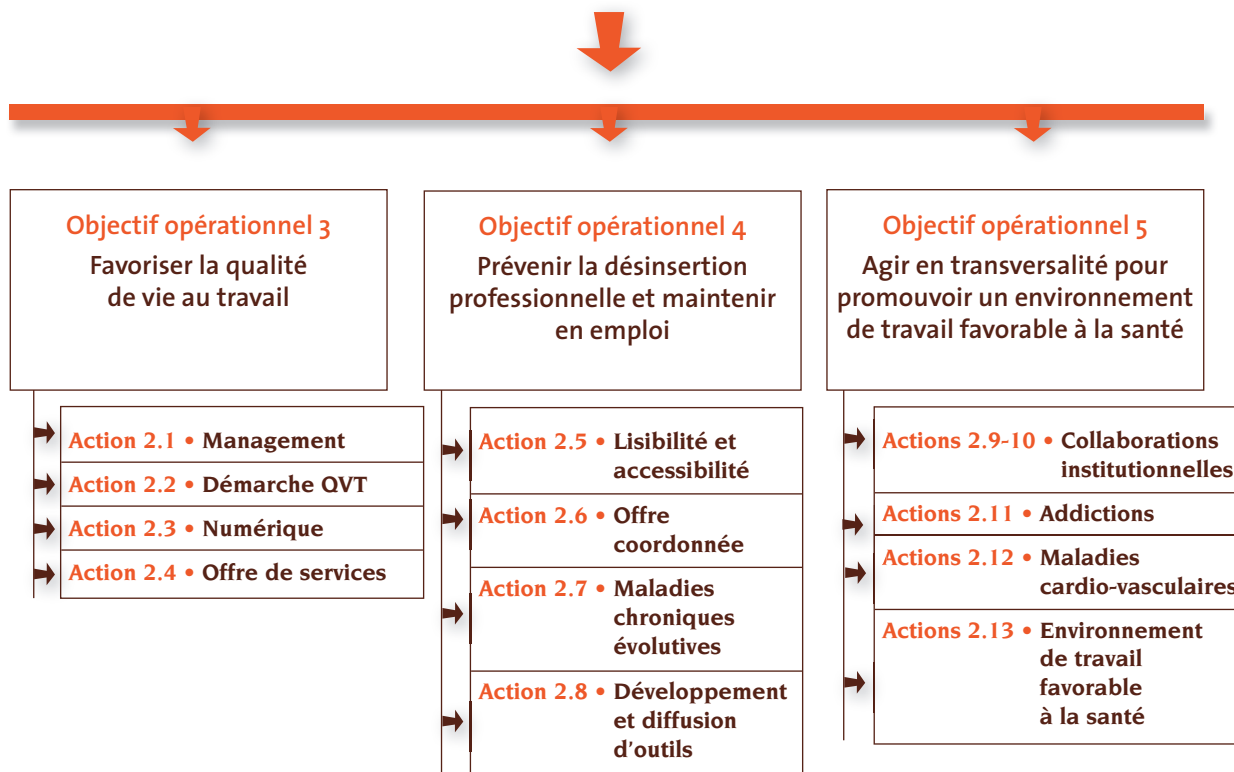 Objectif opérationnel 3
Favoriser la qualité
de vie au travail
Action 2.1 • Management
Action 2.2 • Démarche QVT
Action 2.3 • Numérique
Action 2.4 • Offre de services
Objectif opérationnel 4
Prévenir la désinsertion
professionnelle et maintenir
en emploi
Action 2.5 • Lisibilité et
accessibilité
Action 2.6 • Offre
coordonnée
Action 2.7 • Maladies
chroniques
évolutives
Action 2.8 • Développement
et diffusion
d'outils
Objectif opérationnel 5
Agir en transversalité pour
promouvoir un environnement
de travail favorable à la santé
Actions 2.9-10 • Collaborations
institutionnelles
Actions 2.11 • Addictions
Actions 2.12 • Maladies
cardio-vasculaires
Actions 2.13 • Environnement
de travail
favorable
à la santé